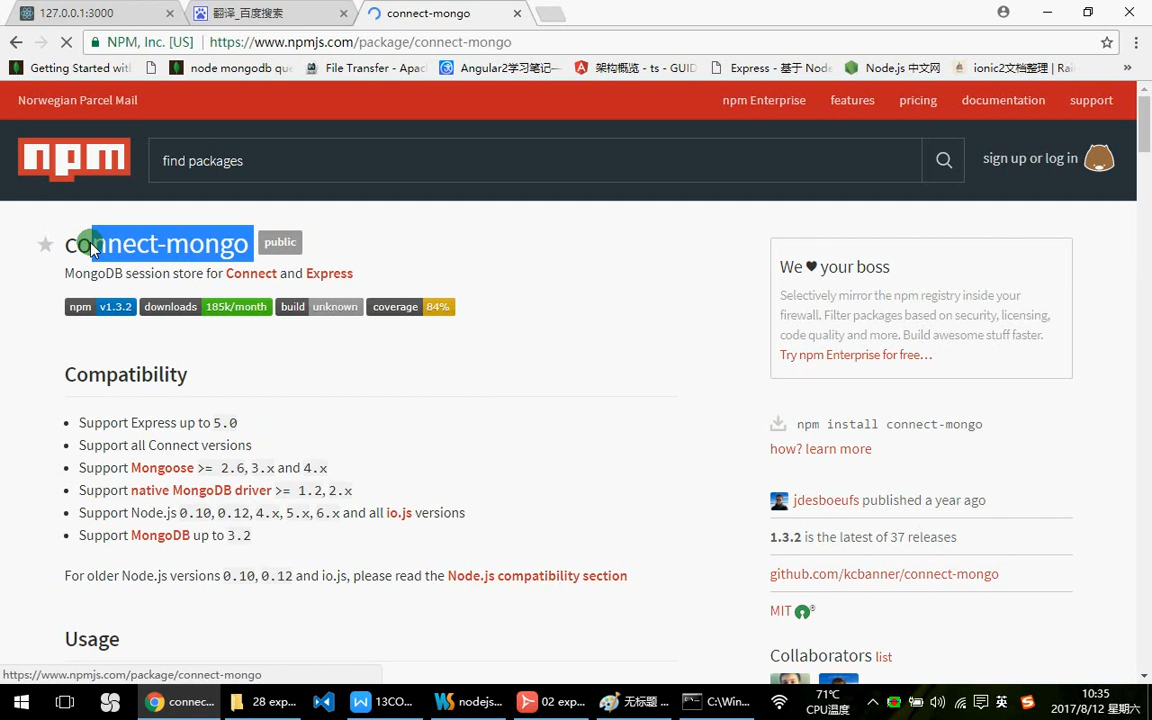 127.0.0.1:3000
翻译_百度搜索
connect-mongo
NPM, Inc. [US]
https://www.npmjs.com/package/connect-mongo
Getting Started wit
node mongodb que
File Transfer - Apac
Angular2学习笔记—
架构概览 - ts - GUID
Express - 基于 Node
Node.js 中文网
ionic2文档整理 | Rai
»
Norwegian Parcel Mail
npm Enterprise
features
pricing
documentation
support
npm
find packages
sign up or log in
connect-mongo
public
MongoDB session store for Connect and Express
npm v1.3.2
downloads 185k/month
build unknown
coverage 84%
Compatibility
Support Express up to 5.0
Support all Connect versions
Support Mongoose >= 2.6, 3.x and 4.x
Support native MongoDB driver >= 1.2, 2.x
Support Node.js 0.10, 0.12, 4.x, 5.x, 6.x and all io.js versions
Support MongoDB up to 3.2
For older Node.js versions 0.10, 0.12 and io.js, please read the Node.js compatibility section
Usage
We ♥ your boss
Selectively mirror the npm registry inside your
firewall. Filter packages based on security, licensing,
code quality and more. Build awesome stuff faster.
Try npm Enterprise for free…
npm install connect-mongo
how? learn more
jdesboeufs published a year ago
1.3.2 is the latest of 37 releases
github.com/kcbanner/connect-mongo
MIT
Collaborators list
https://www.npmjs.com/package/connect-mongo
connec...
28 exp...
13CO...
nodejs...
02 exp...
无标题 ...
C:\Win...
71℃
CPU温度
英
10:35
2017/8/12 星期六